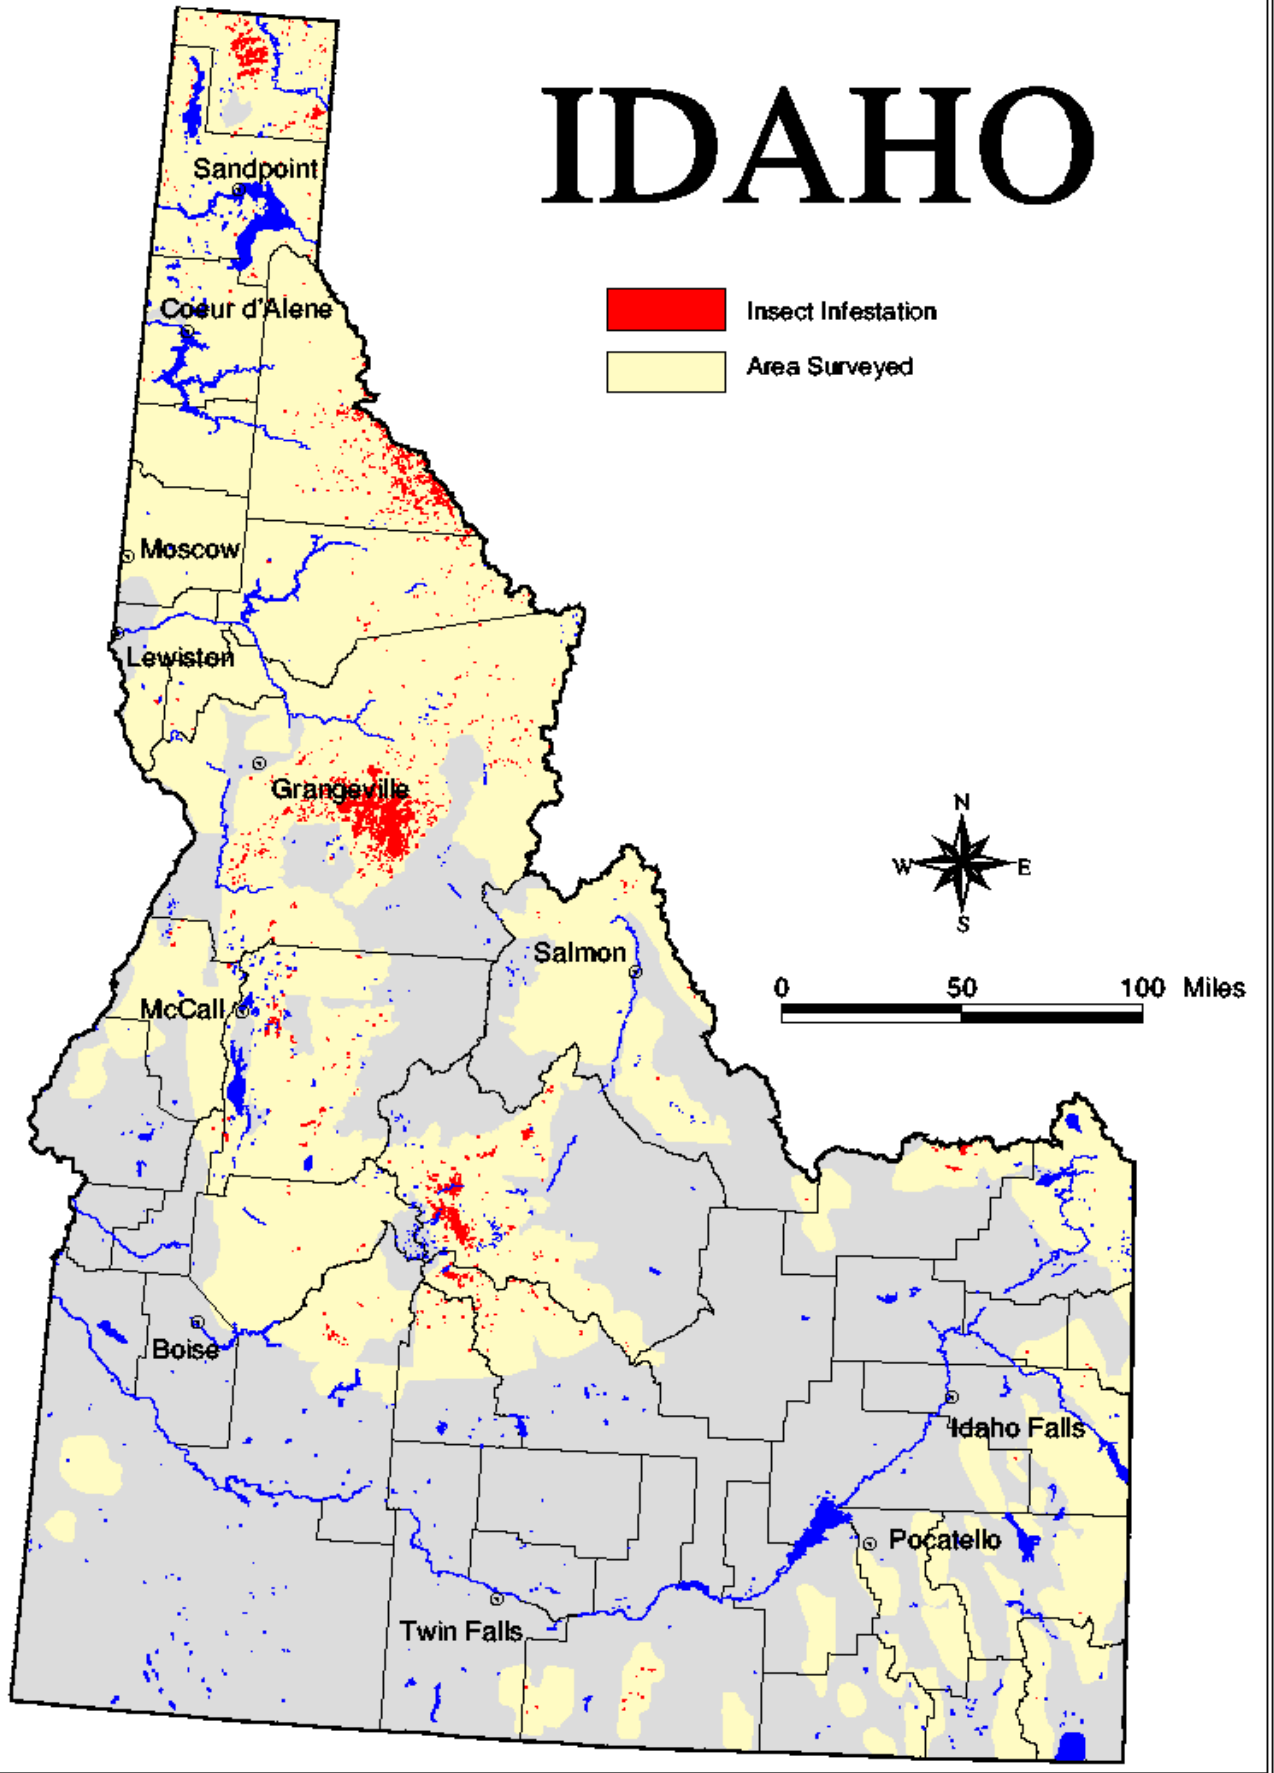 IDAHO
Sandpoint
Insect Infestation
Coeur d'Alene
Area Surveyed
Moscow
Lewiston
Grangeville
N
W E
S
Salmon
0 50 100 Miles
McCall
Boise
Idaho Falls
Pocatello
Twin Falls